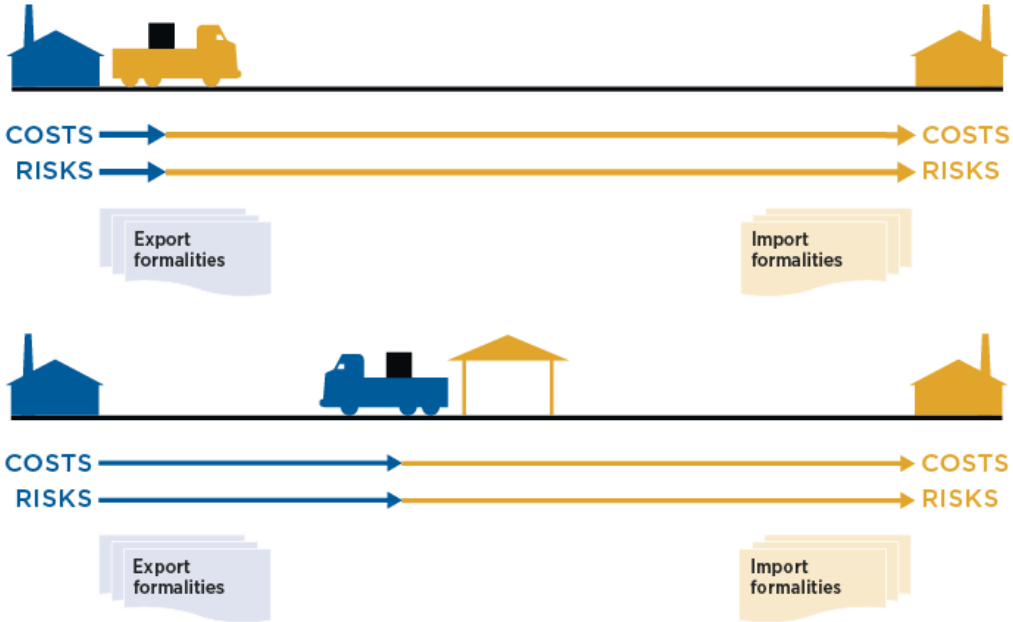 COSTS COSTS
RISKS RISKS
Export
formalities
Import
formalities
COSTS COSTS
RISKS RISKS
Export
formalities
Import
formalities